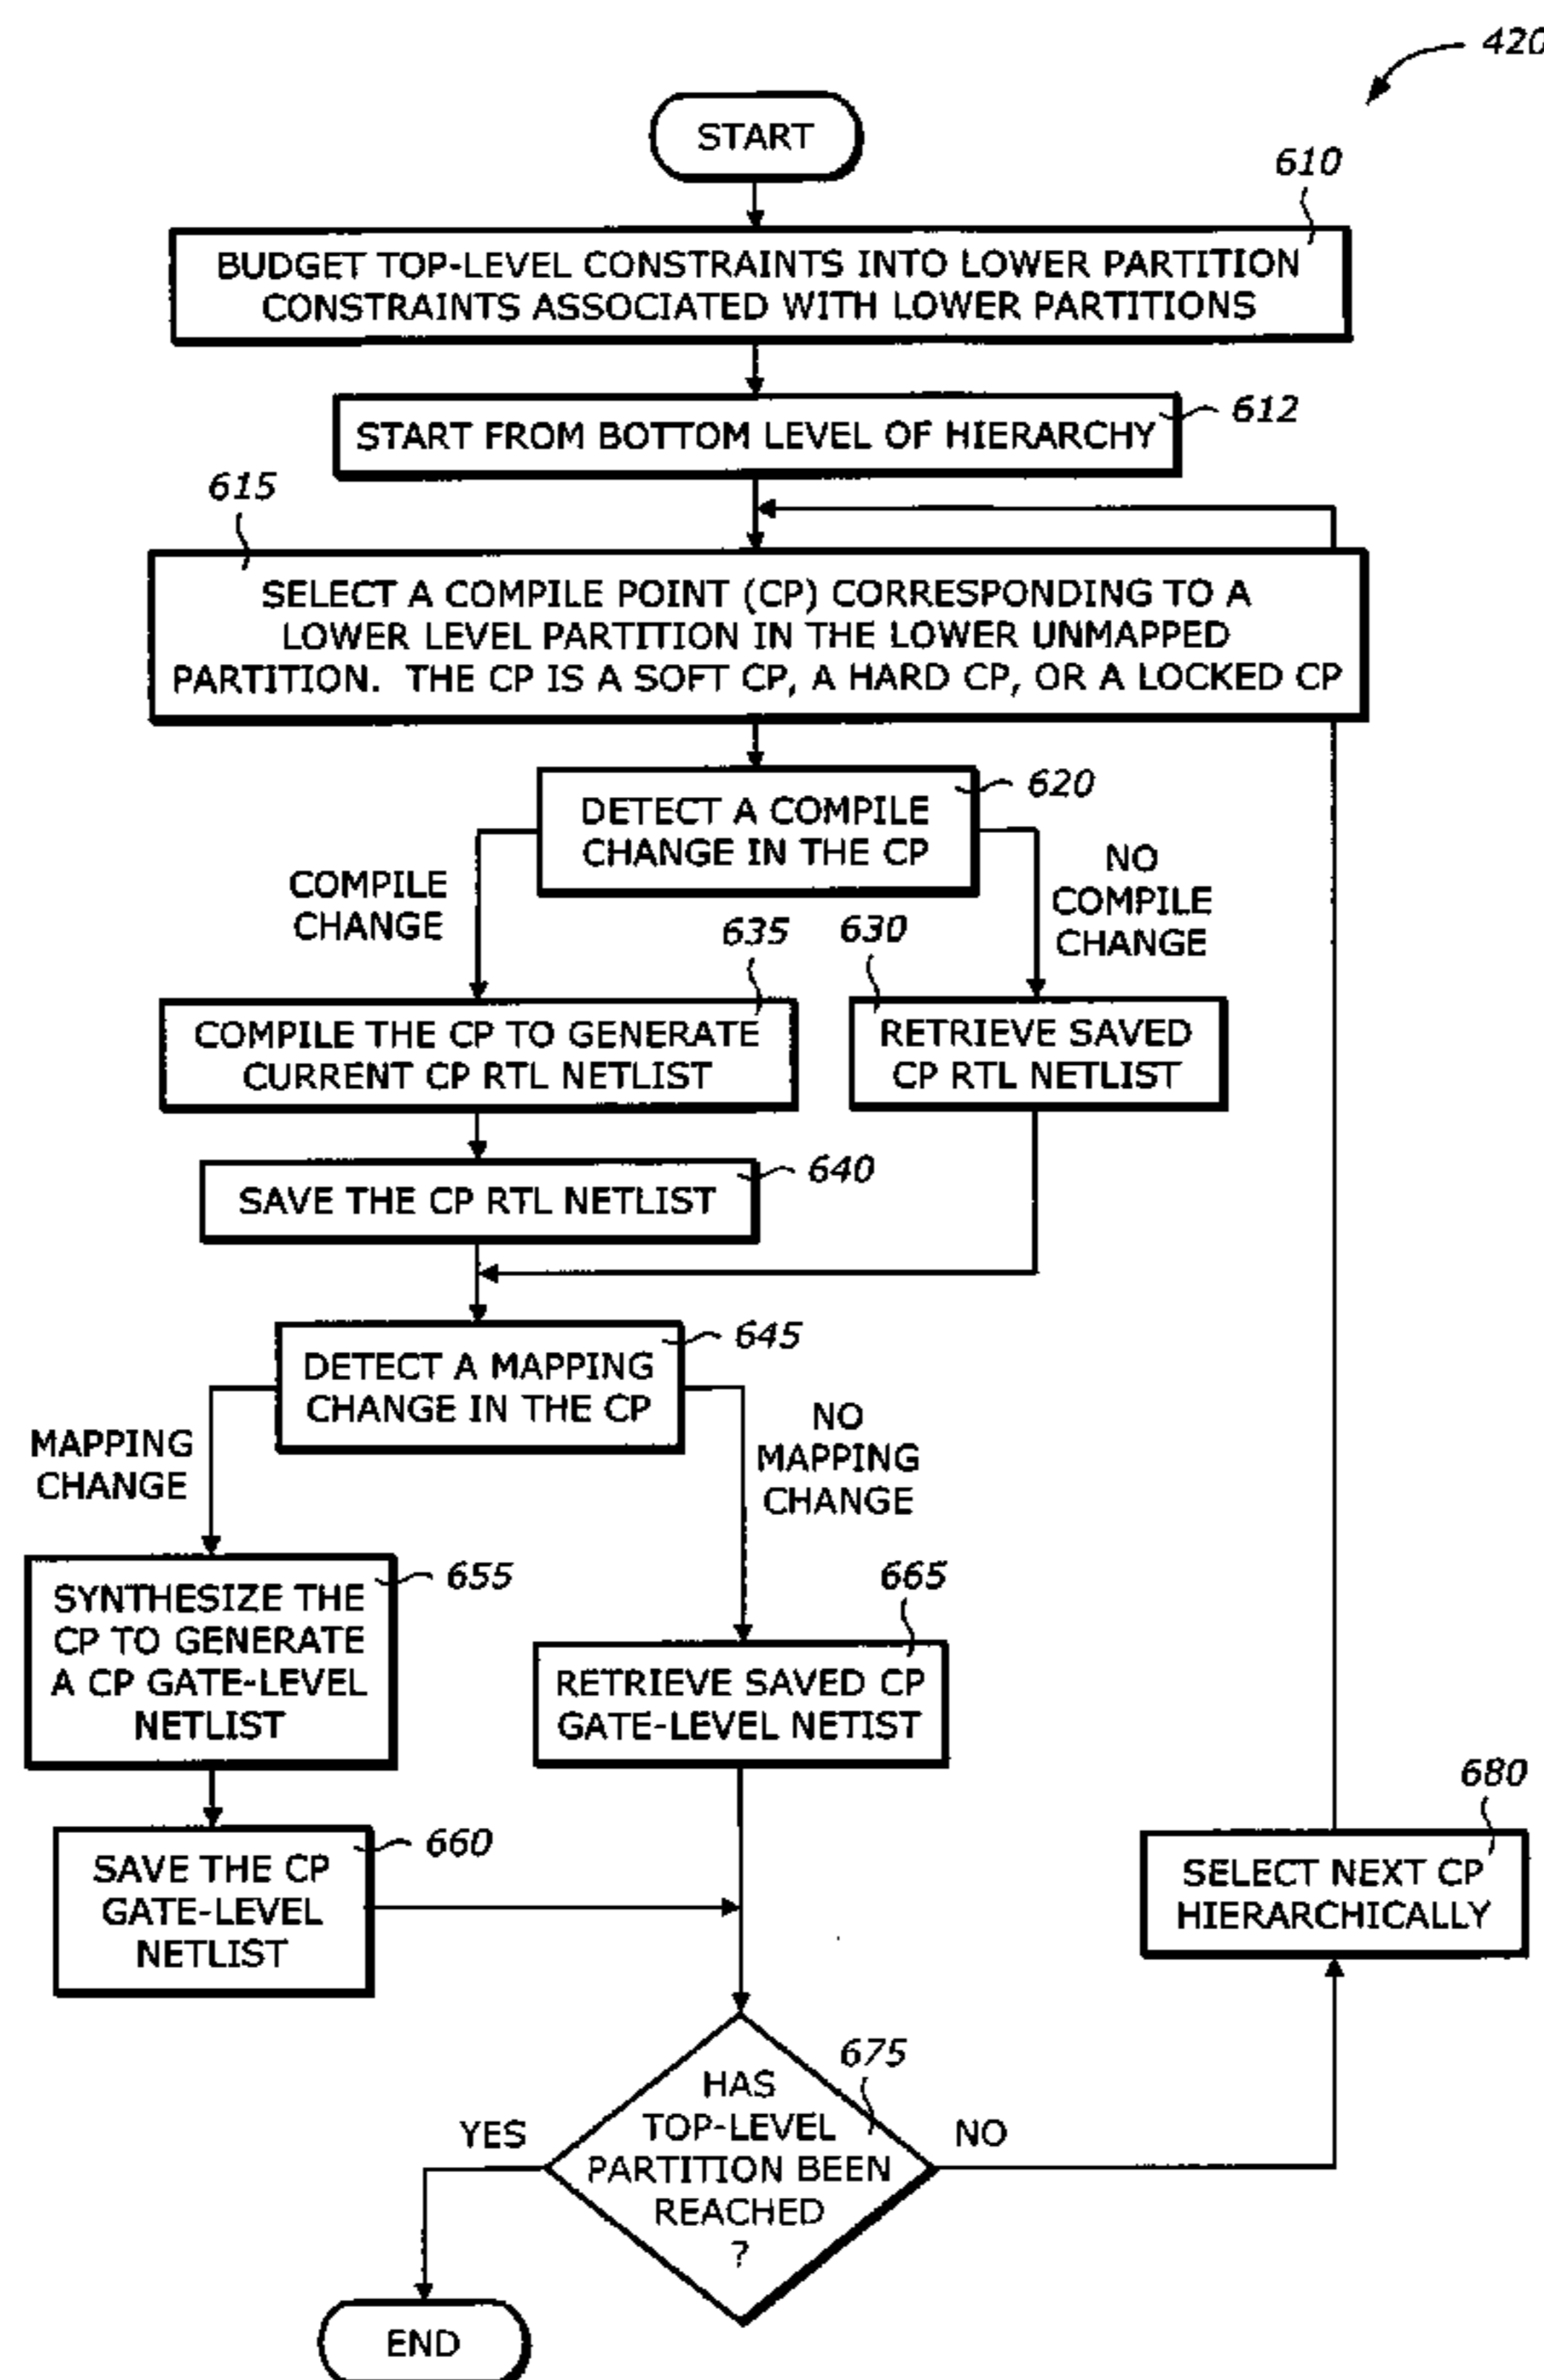 420
START
610
BUDGET TOP-LEVEL CONSTRAINTS INTO LOWER PARTITION
CONSTRAINTS ASSOCIATED WITH LOWER PARTITIONS
START FROM BOTTOM LEVEL OF HIERARCHY
612
615
SELECT A COMPILE POINT (CP) CORRESPONDING TO A
LOWER LEVEL PARTITION IN THE LOWER UNMAPPED
PARTITION. THE CP IS A SOFT CP, A HARD CP, OR A LOCKED CP
620
DETECT A COMPILE
CHANGE IN THE CP
COMPILE
CHANGE
NO
COMPILE
CHANGE
635
630
COMPILE THE CP TO GENERATE
CURRENT CP RTL NETLIST
RETRIEVE SAVED
CP RTL NETLIST
640
SAVE THE CP RTL NETLIST
645
DETECT A MAPPING
CHANGE IN THE CP
MAPPING
CHANGE
NO
MAPPING
CHANGE
655
SYNTHESIZE THE
CP TO GENERATE
A CP GATE-LEVEL
NETLIST
665
RETRIEVE SAVED CP
GATE-LEVEL NETIST
660
SAVE THE CP
GATE-LEVEL
NETLIST
680
SELECT NEXT CP
HIERARCHICALLY
675
HAS
TOP-LEVEL
PARTITION BEEN
REACHED
?
YES
NO
END